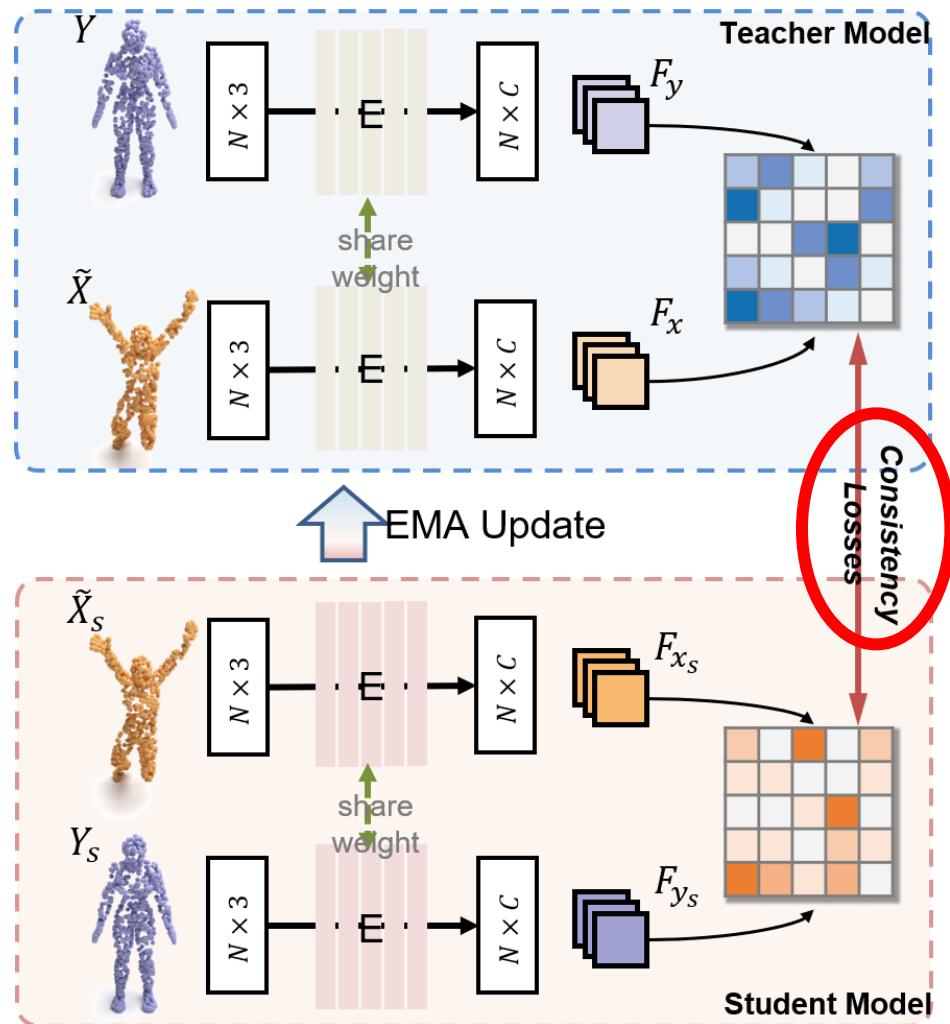 Y
Teacher Model
N × 3
E
N × C
F_y
share
weight
X̃
N × 3
E
N × C
F_x
Consistency
Losses
EMA Update
X̃_s
N × 3
E
N × C
F_{x_s}
share
weight
Y_s
N × 3
E
N × C
F_{y_s}
Student Model